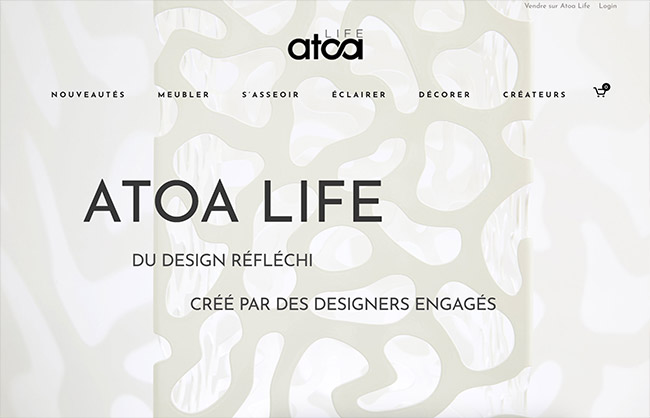 Vendre sur Atoa Life Login
LIFE
atoa
NOUVEAUTÉS MEUBLER S'ASSEOIR ÉCLAIRER DÉCORER CRÉATEURS 0
ATOA LIFE
DU DESIGN RÉFLÉCHI
CRÉÉ PAR DES DESIGNERS ENGAGÉS